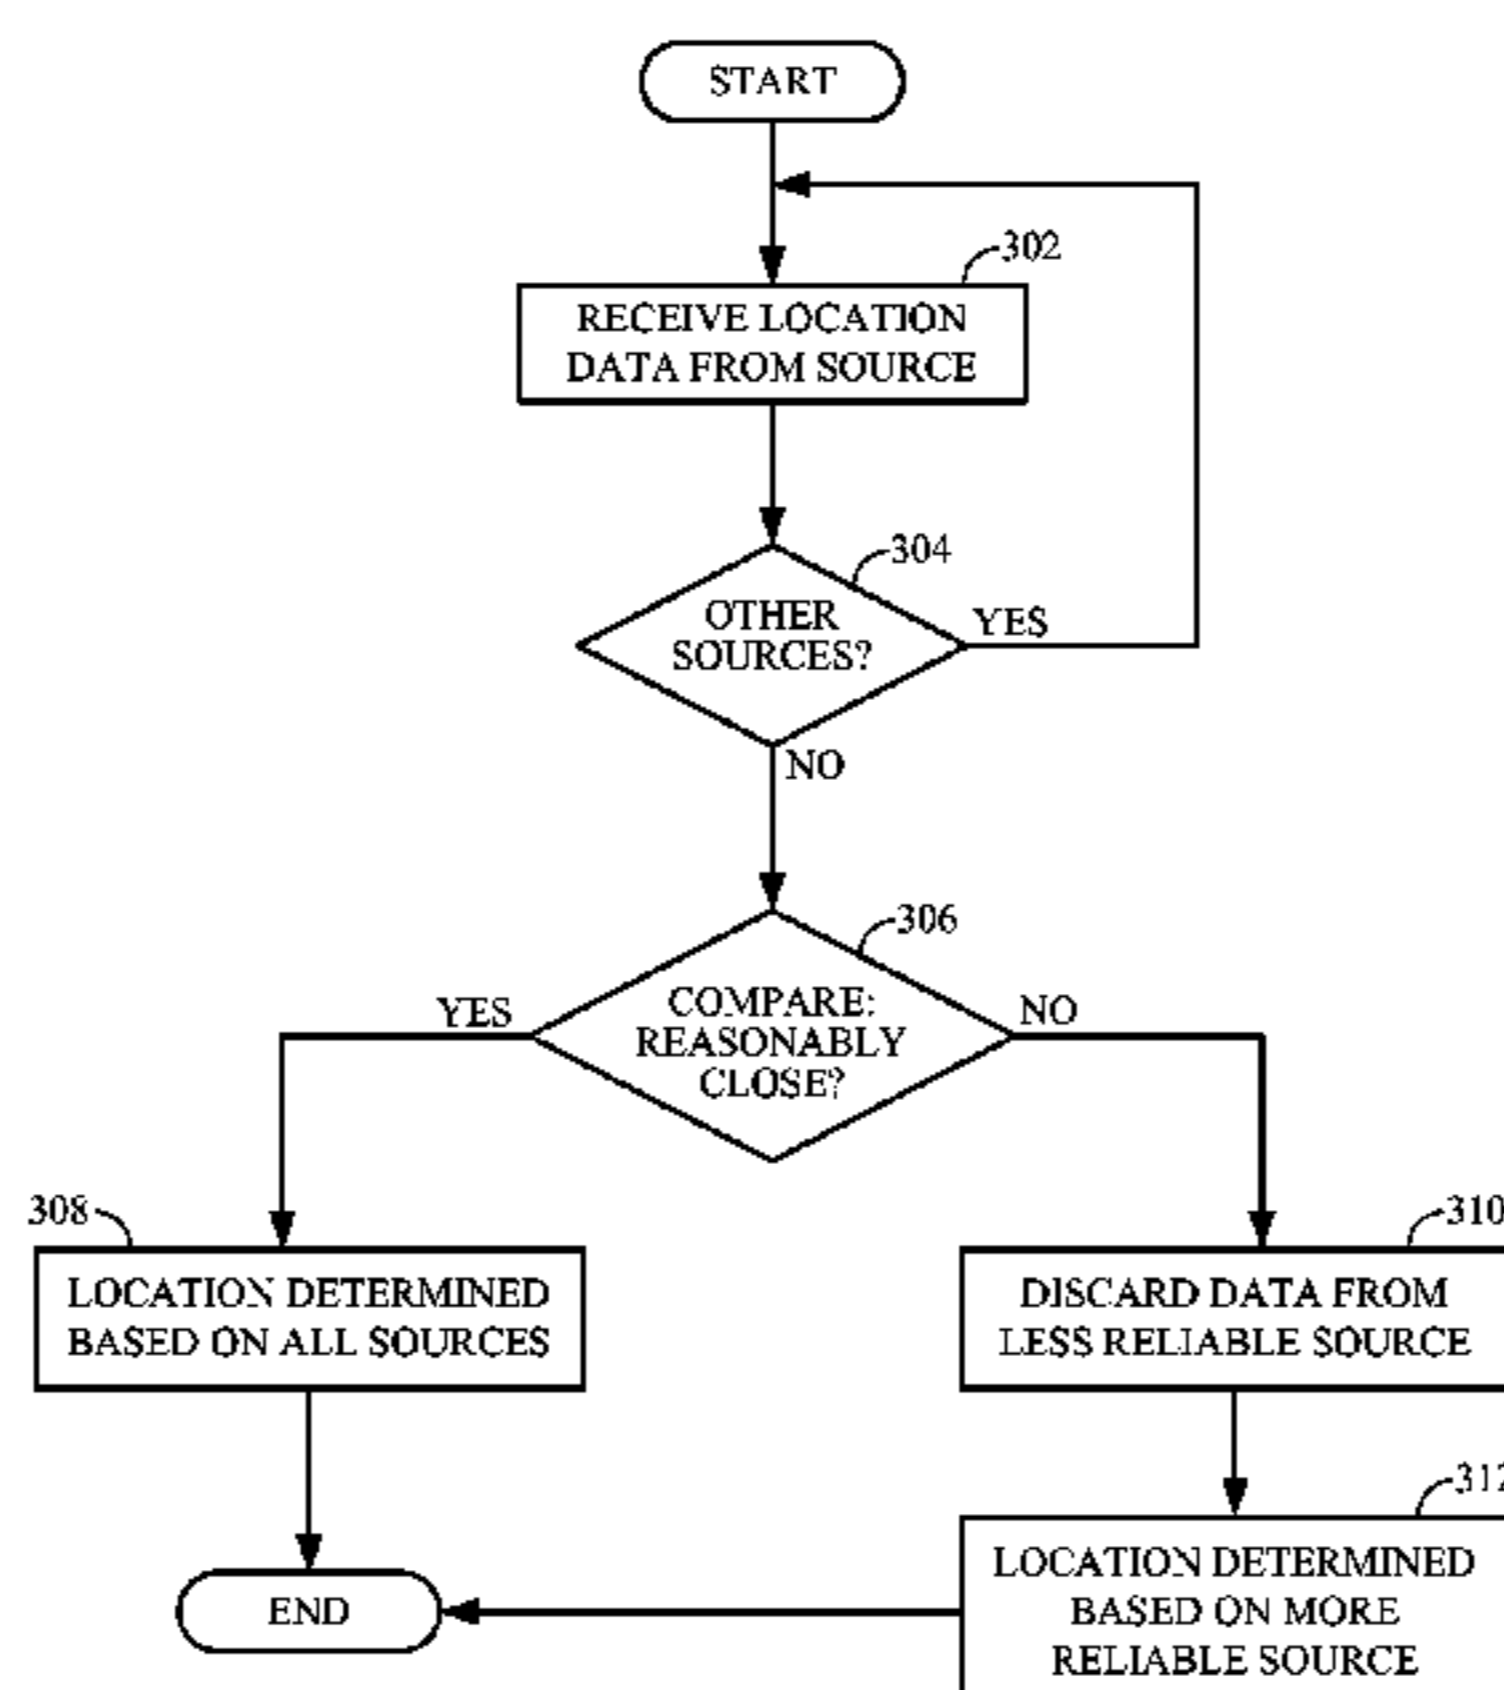 START
302
RECEIVE LOCATION
DATA FROM SOURCE
304
OTHER
SOURCES?
YES
NO
306
COMPARE:
REASONABLY
CLOSE?
YES
NO
308
LOCATION DETERMINED
BASED ON ALL SOURCES
310
DISCARD DATA FROM
LESS RELIABLE SOURCE
312
LOCATION DETERMINED
BASED ON MORE
RELIABLE SOURCE
END